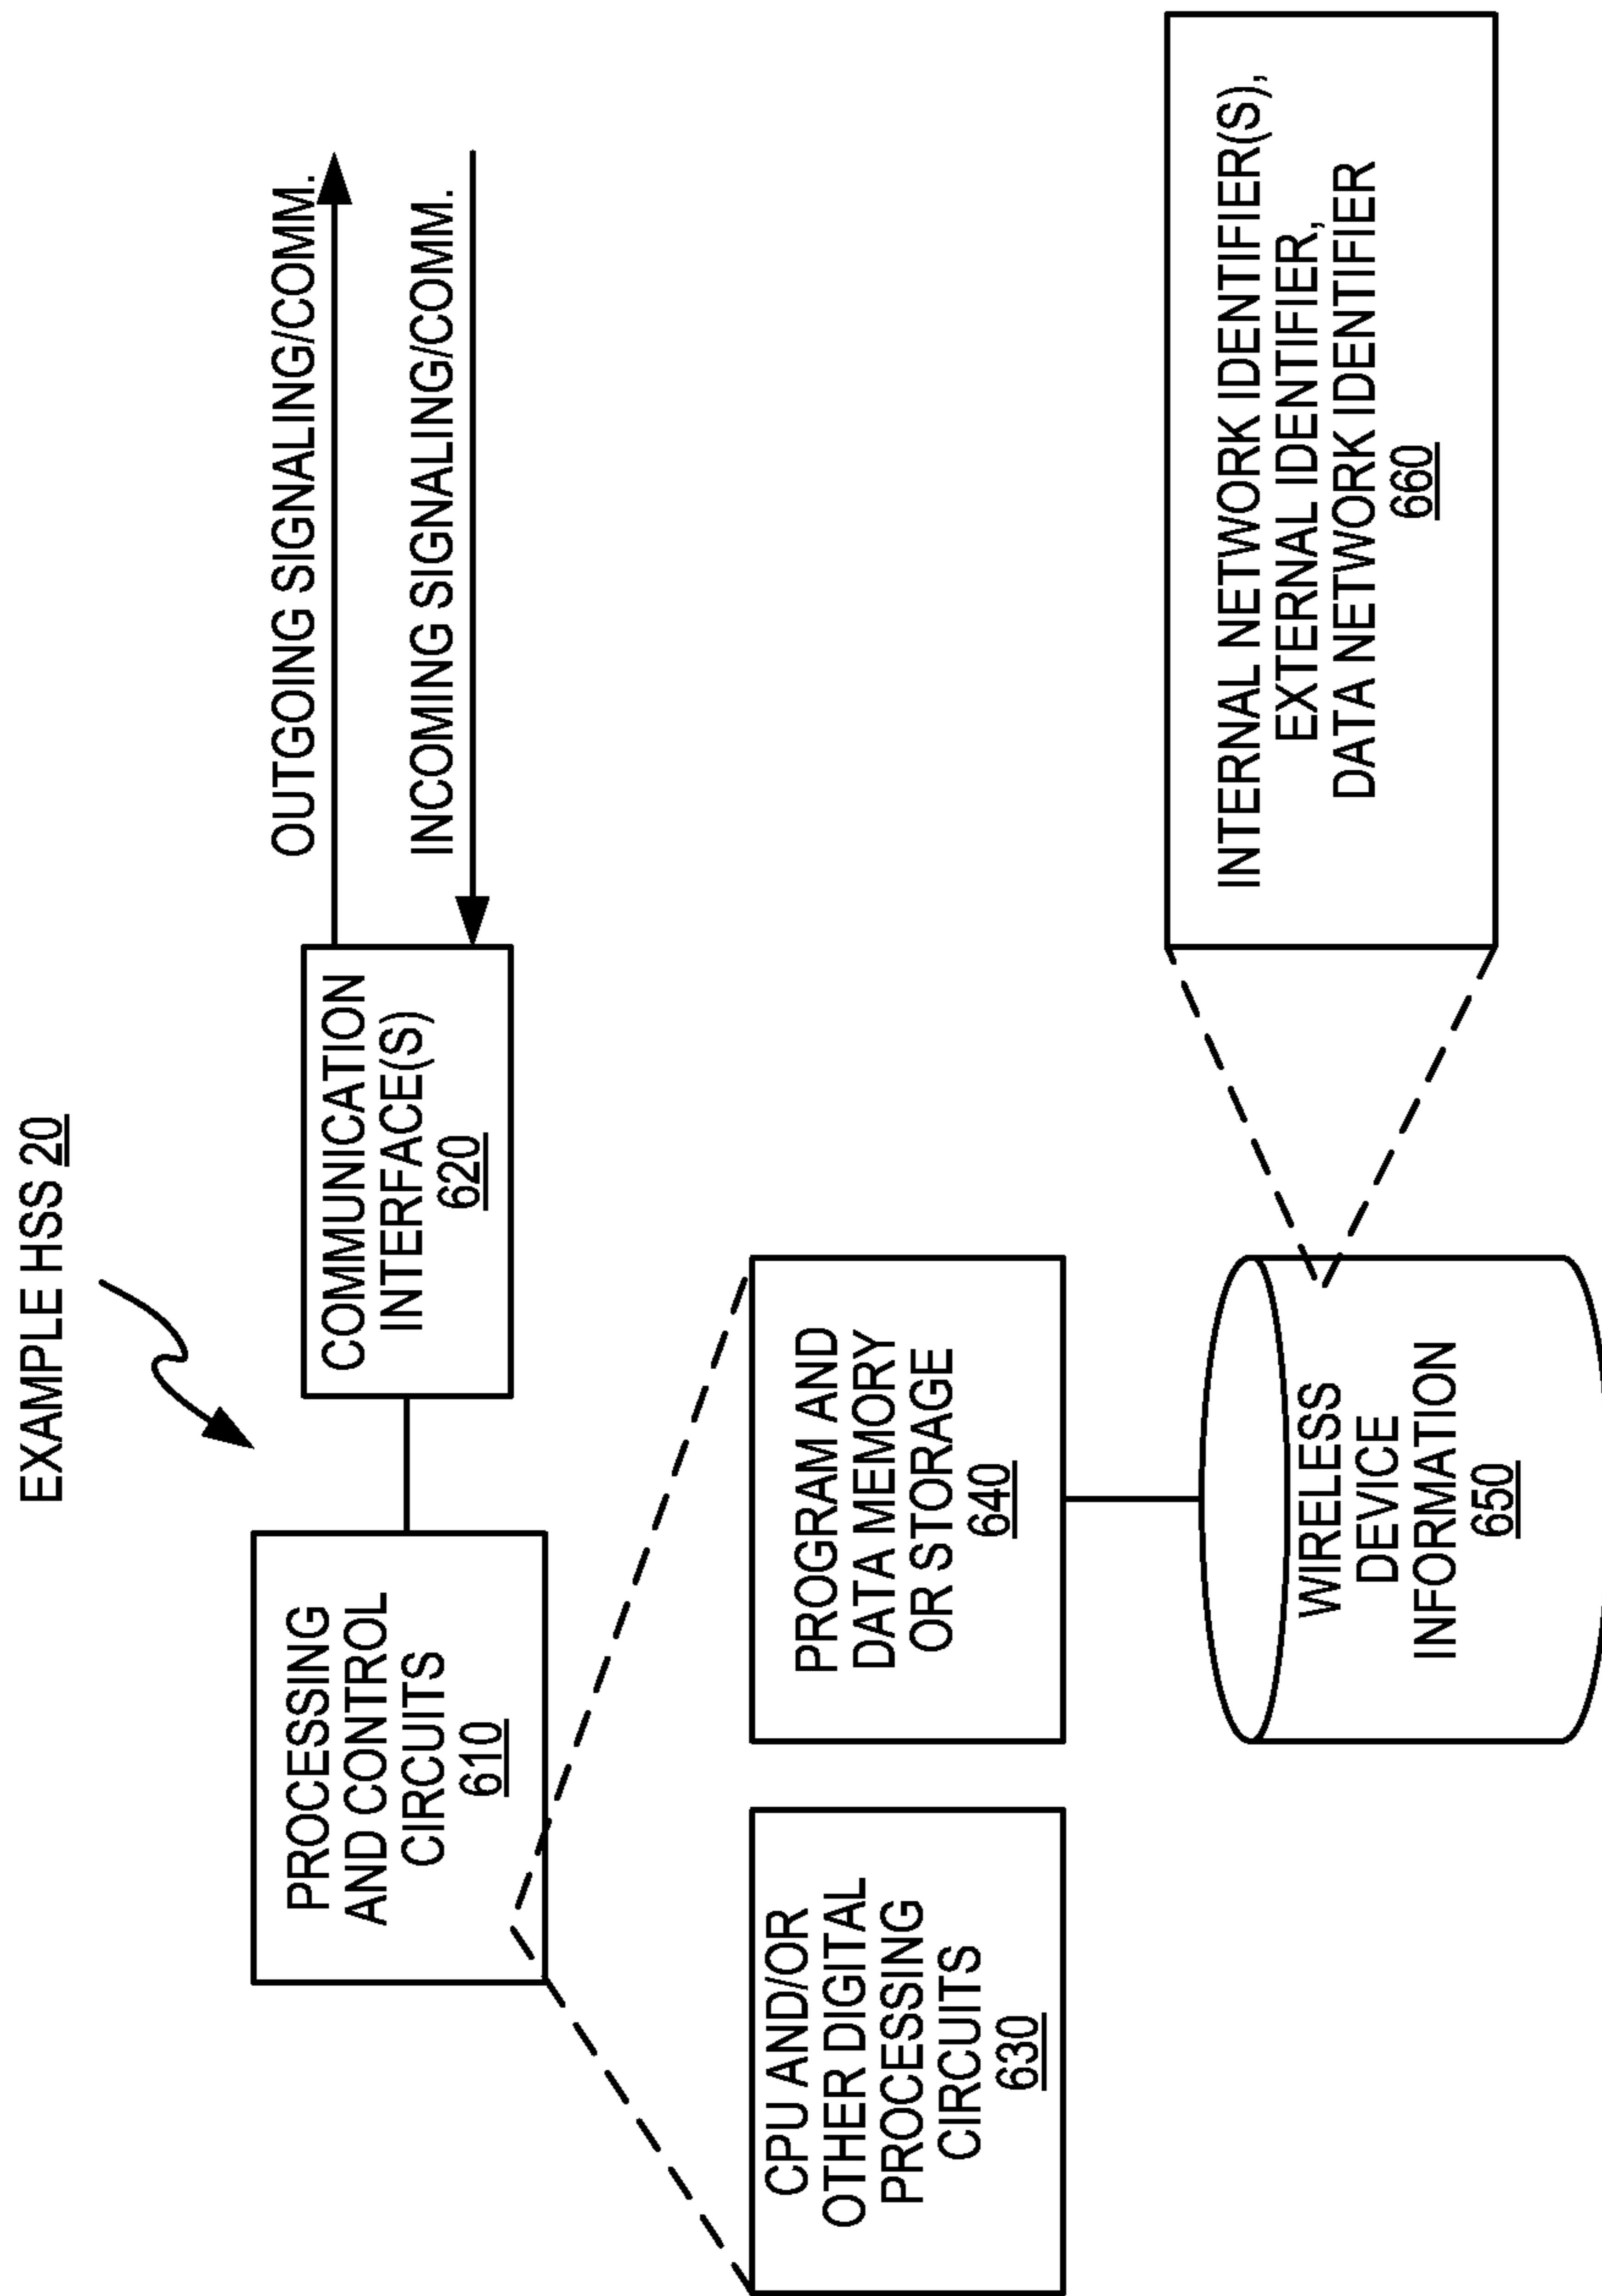 EXAMPLE HSS 20
PROCESSING
AND CONTROL
CIRCUITS
610
COMMUNICATION
INTERFACE(S)
620
OUTGOING SIGNALING/COMM.
INCOMING SIGNALING/COMM.
CPU AND/OR
OTHER DIGITAL
PROCESSING
CIRCUITS
630
PROGRAM AND
DATA MEMORY
OR STORAGE
640
WIRELESS
DEVICE
INFORMATION
650
INTERNAL NETWORK IDENTIFIER(S),
EXTERNAL IDENTIFIER,
DATA NETWORK IDENTIFIER
660